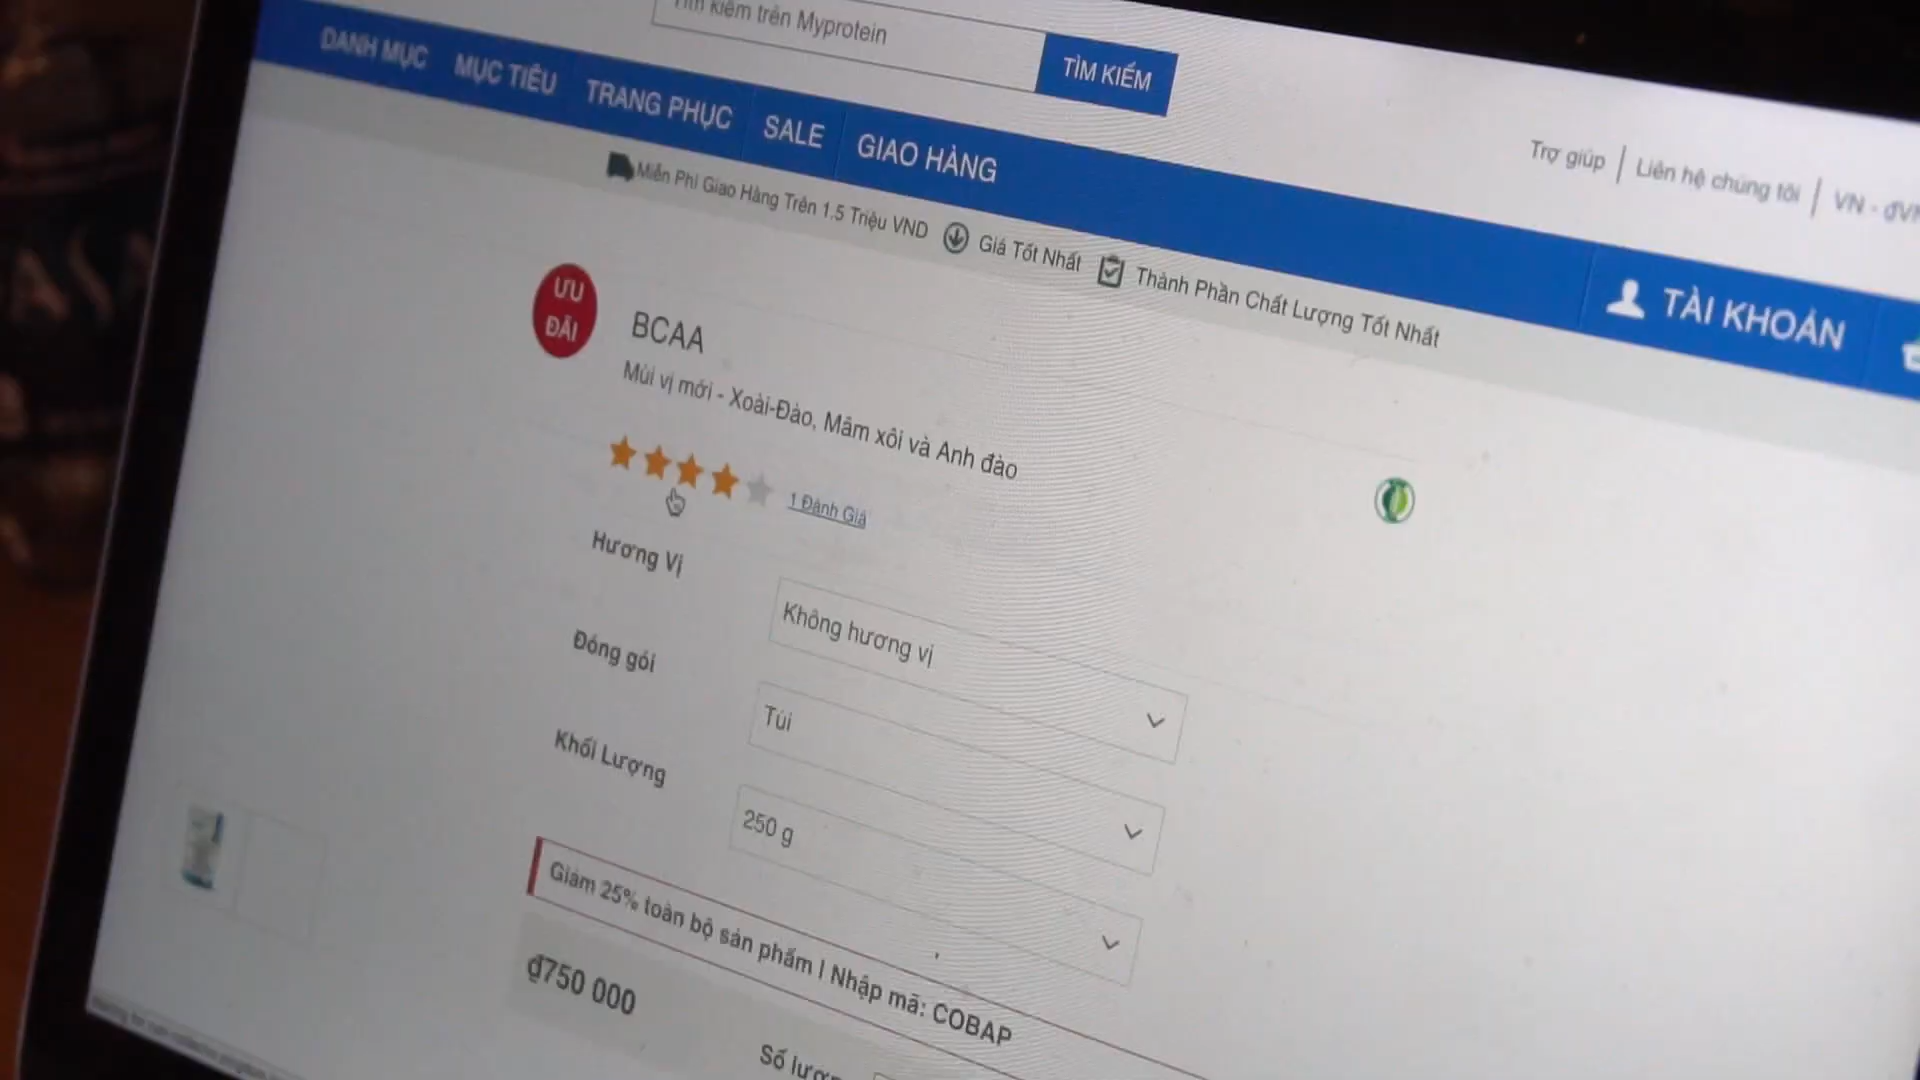 Tìm kiếm trên Myprotein
TÌM KIẾM
DANH MỤC
MỤC TIÊU
TRANG PHỤC
SALE
GIAO HÀNG
Trợ giúp | Liên hệ chúng tôi | VN - ₫VN
TÀI KHOẢN
Miễn Phí Giao Hàng Trên 1.5 Triệu VND
Giá Tốt Nhất
Thành Phần Chất Lượng Tốt Nhất
ƯU
ĐÃI
BCAA
Mùi vị mới - Xoài-Đào, Mâm xôi và Anh đào
1 Đánh Giá
Hương Vị
Không hương vị
Đóng gói
Túi
Khối Lượng
250 g
Giảm 25% toàn bộ sản phẩm | Nhập mã: COBAP
₫750 000
Số lượn